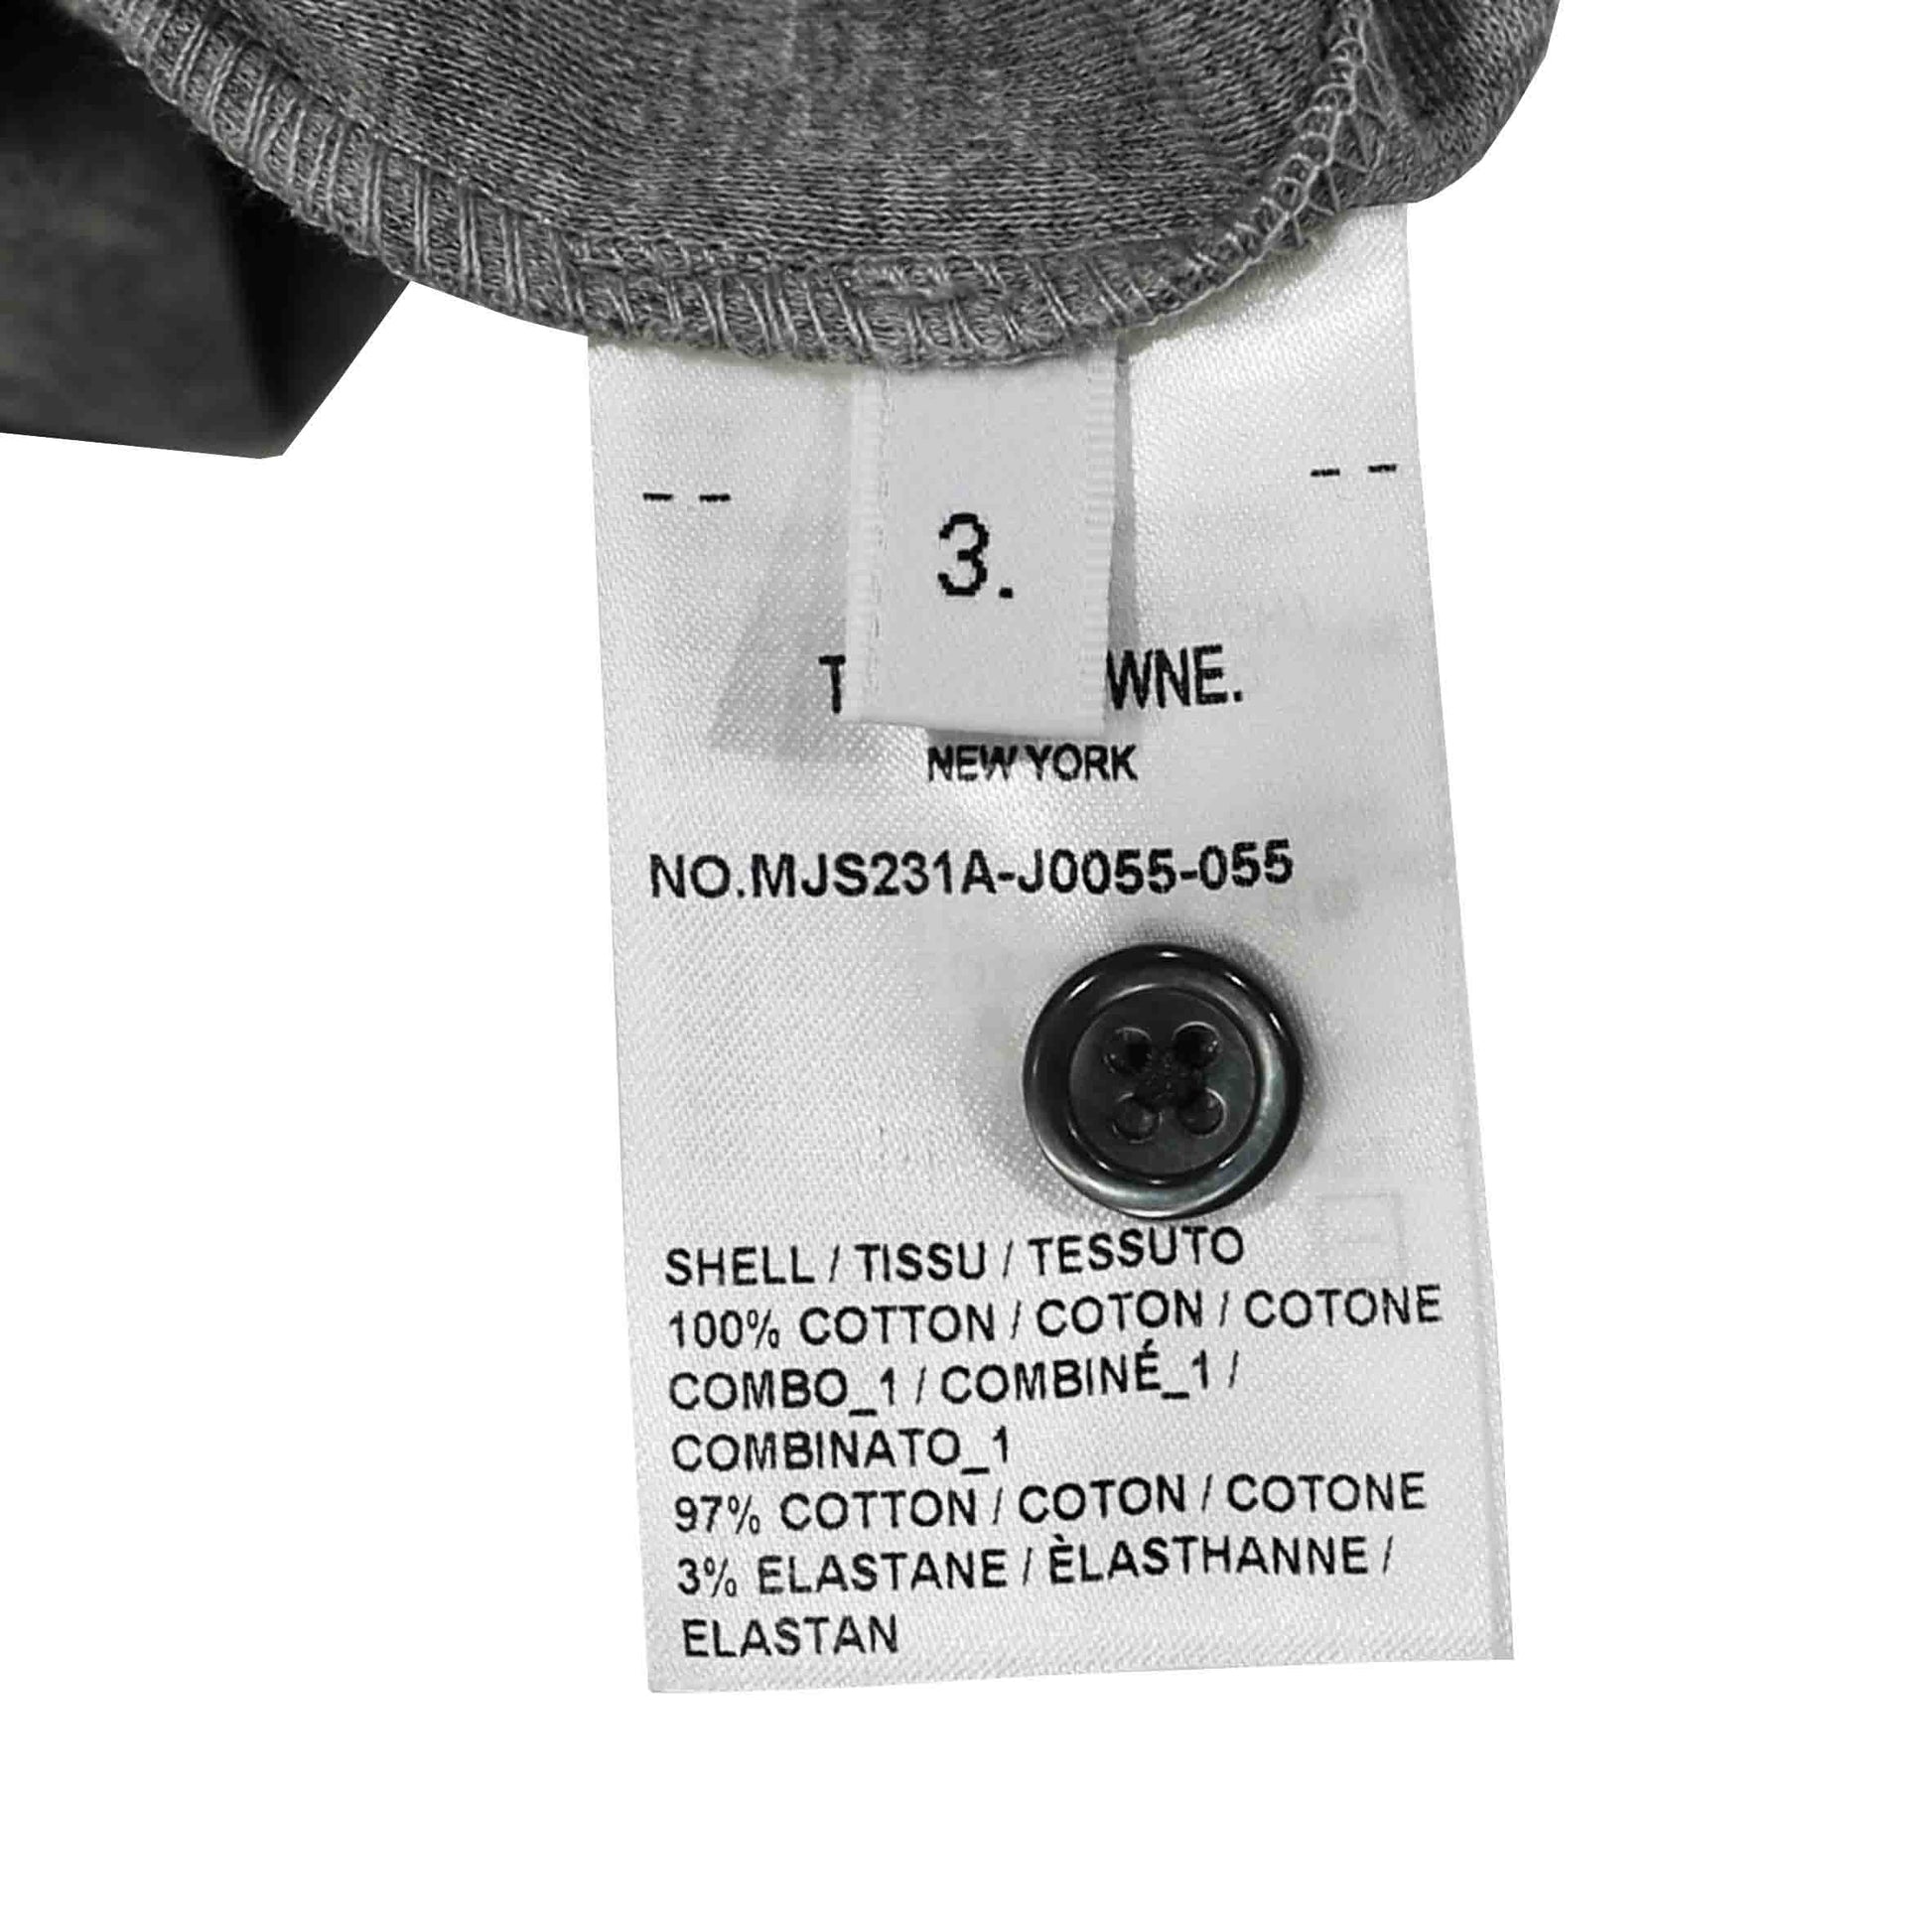 -- --
3.
T WNE.
NEW YORK
NO.MJS231A-J0055-055
SHELL / TISSU / TESSUTO
100% COTTON / COTON / COTONE
COMBO_1 / COMBINÉ_1 /
COMBINATO_1
97% COTTON / COTON / COTONE
3% ELASTANE / ÈLASTHANNE /
ELASTAN